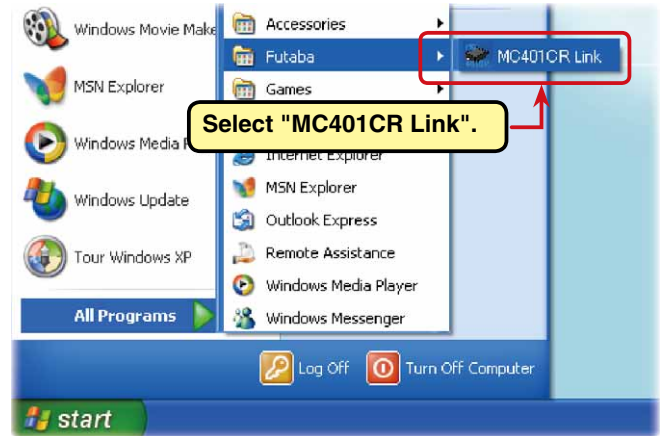 Windows Movie Make
MSN Explorer
Windows Media
Windows Update
Tour Windows XP
All Programs
Accessories
Futaba
Games
Internet Explorer
MSN Explorer
Outlook Express
Remote Assistance
Windows Media Player
Windows Messenger
MC401CR Link
Select "MC401CR Link".
Log Off
Turn Off Computer
start